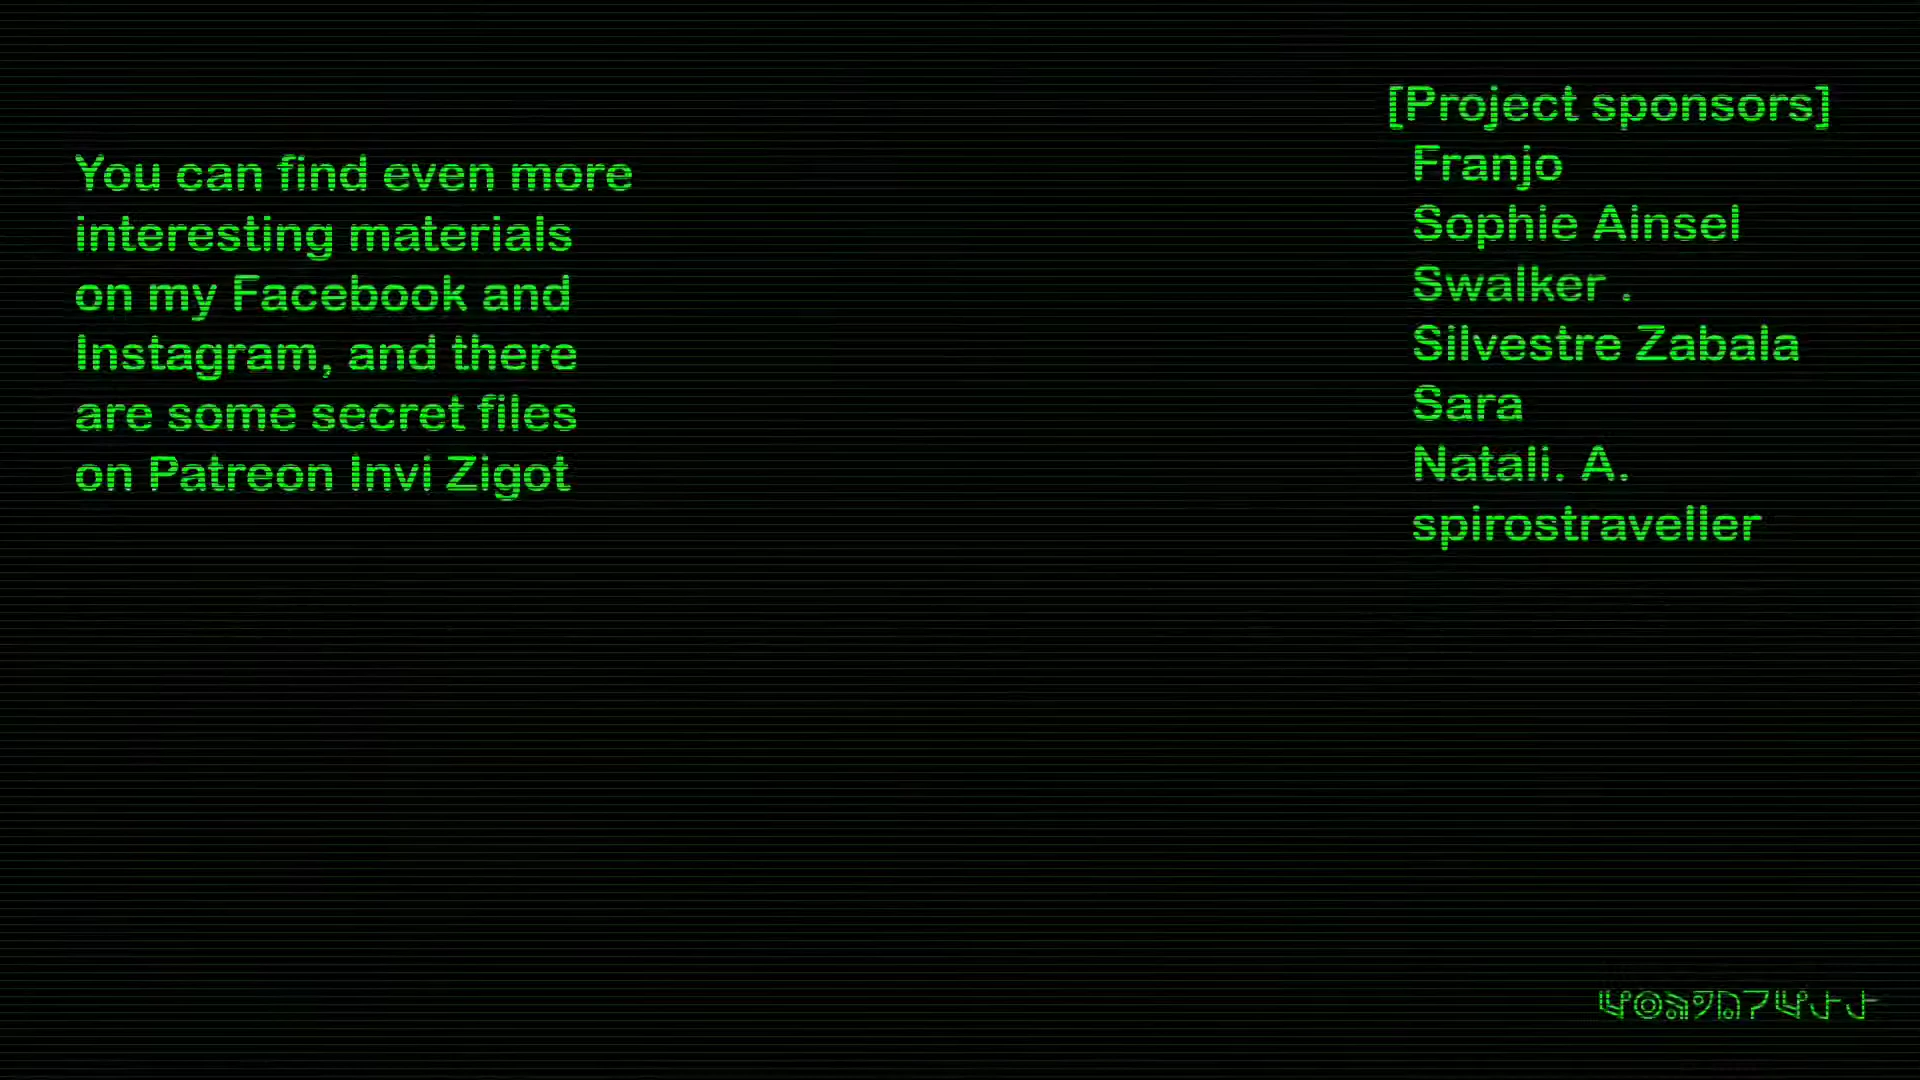 You can find even more
interesting materials
on my Facebook and
Instagram, and there
are some secret files
on Patreon Invi Zigot
[Project sponsors]
Franjo
Sophie Ainsel
Swalker .
Silvestre Zabala
Sara
Natali. A.
spirostraveller